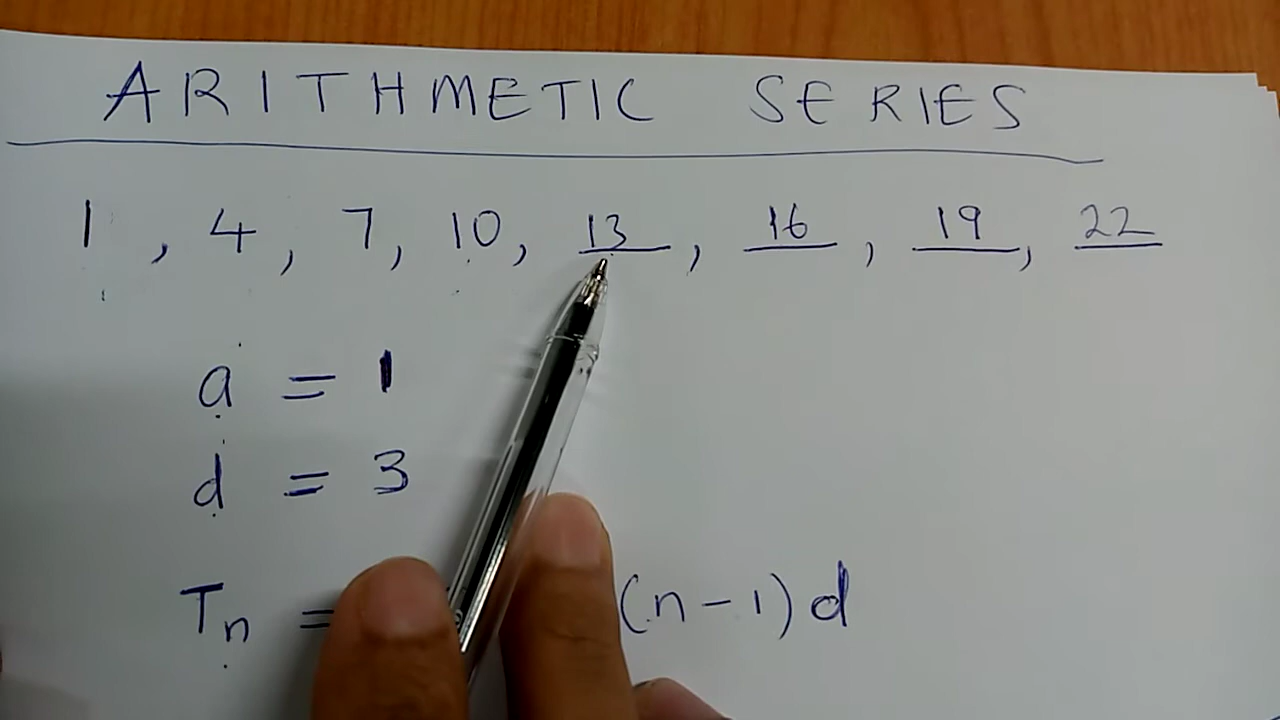 ARITHMETIC SERIES
1, 4, 7, 10, 13, 16, 19, 22
a = 1
d = 3
Tn = (n-1)d